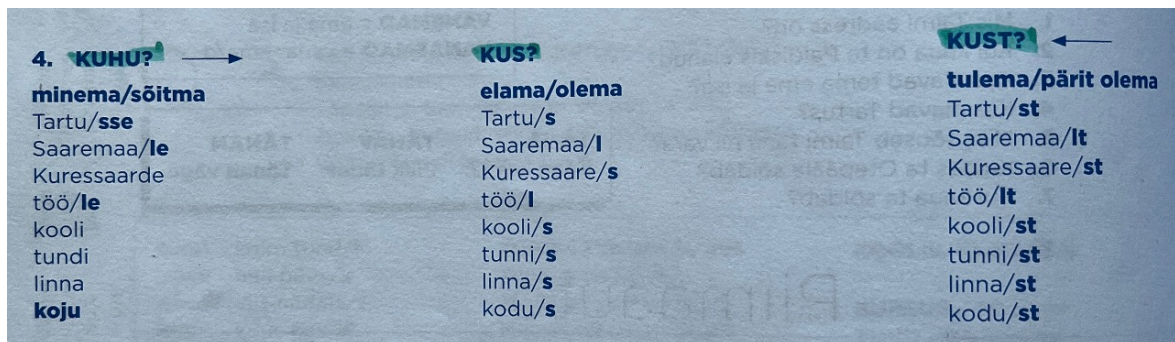 4. KUHU?
minema/sõitma
Tartu/sse
Saaremaa/le
Kuressaarde
töö/le
kooli
tundi
linna
koju
KUS?
elama/olema
Tartu/s
Saaremaa/l
Kuressaare/s
töö/l
kooli/s
tunni/s
linna/s
kodu/s
KUST?
tulema/pärit olema
Tartu/st
Saaremaa/lt
Kuressaare/st
töö/lt
kooli/st
tunni/st
linna/st
kodu/st